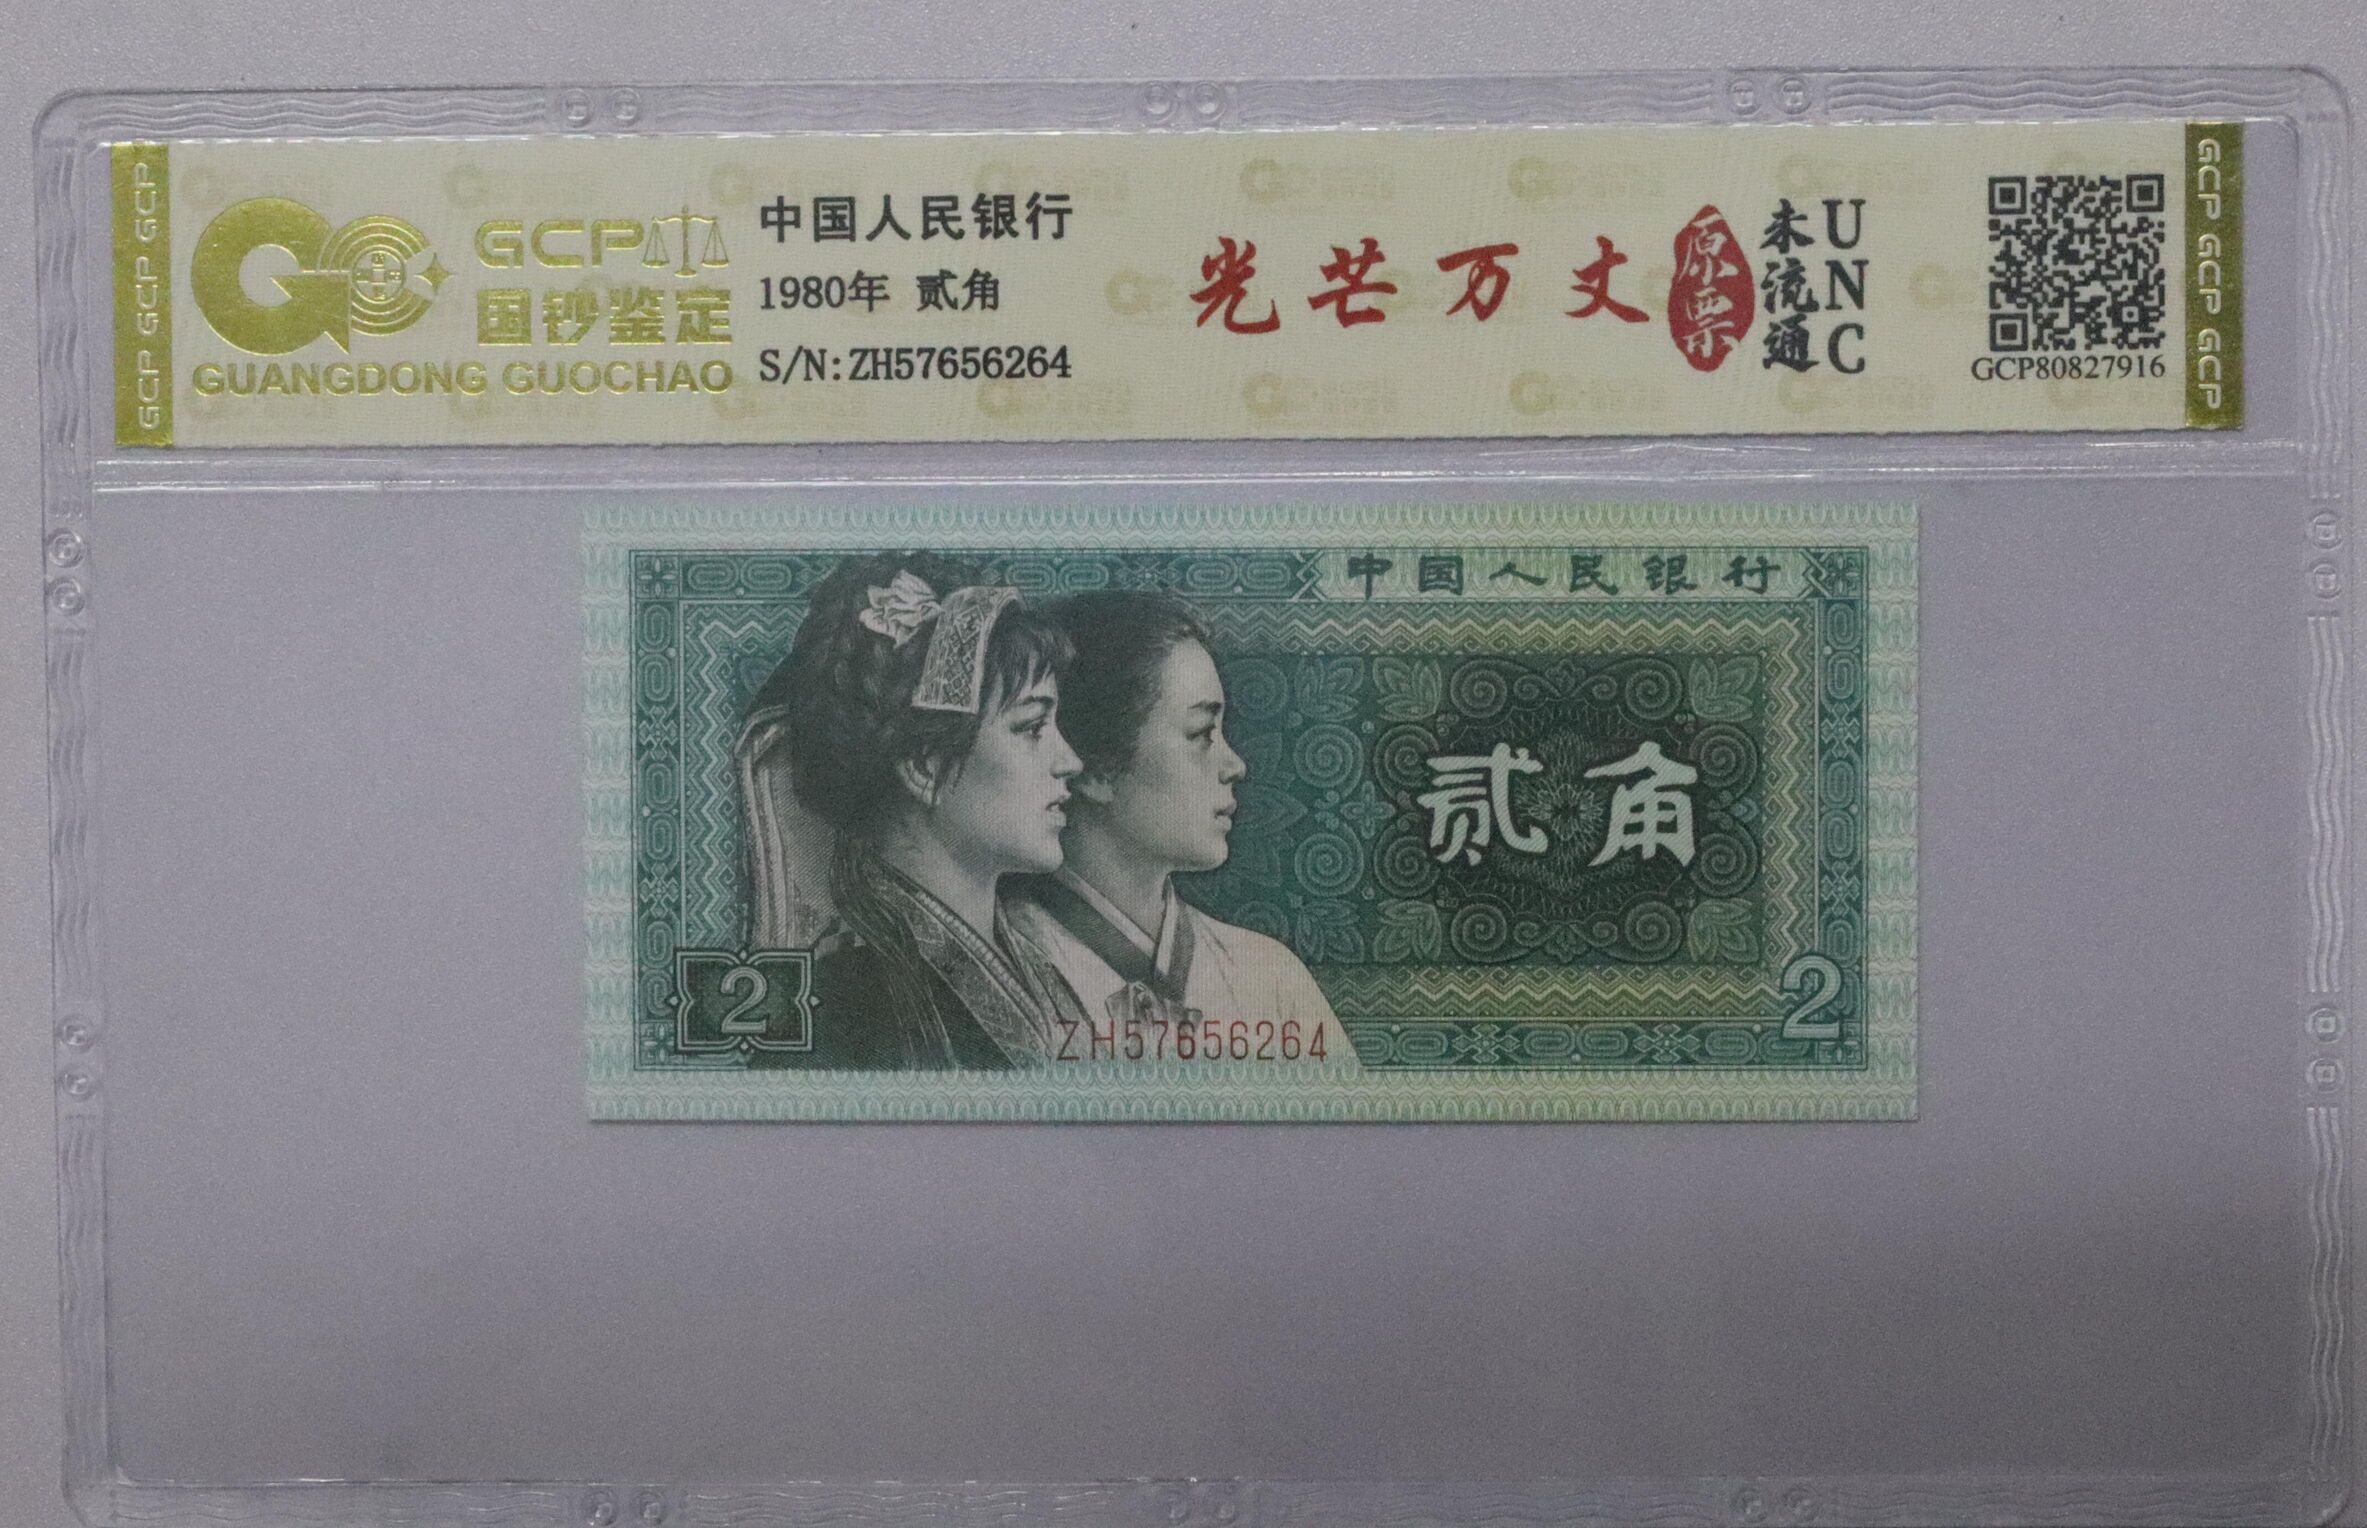 GCP GCP GCP
GCP
国钞鉴定
GUANGDONG GUOCHAO
中国人民银行
1980年 贰角
S/N:ZH57656264
光芒万丈
原票
未流通
UNC
GCP80827916
GCP GCP GCP GCP
中国人民银行
贰角
2
2
ZH57656264